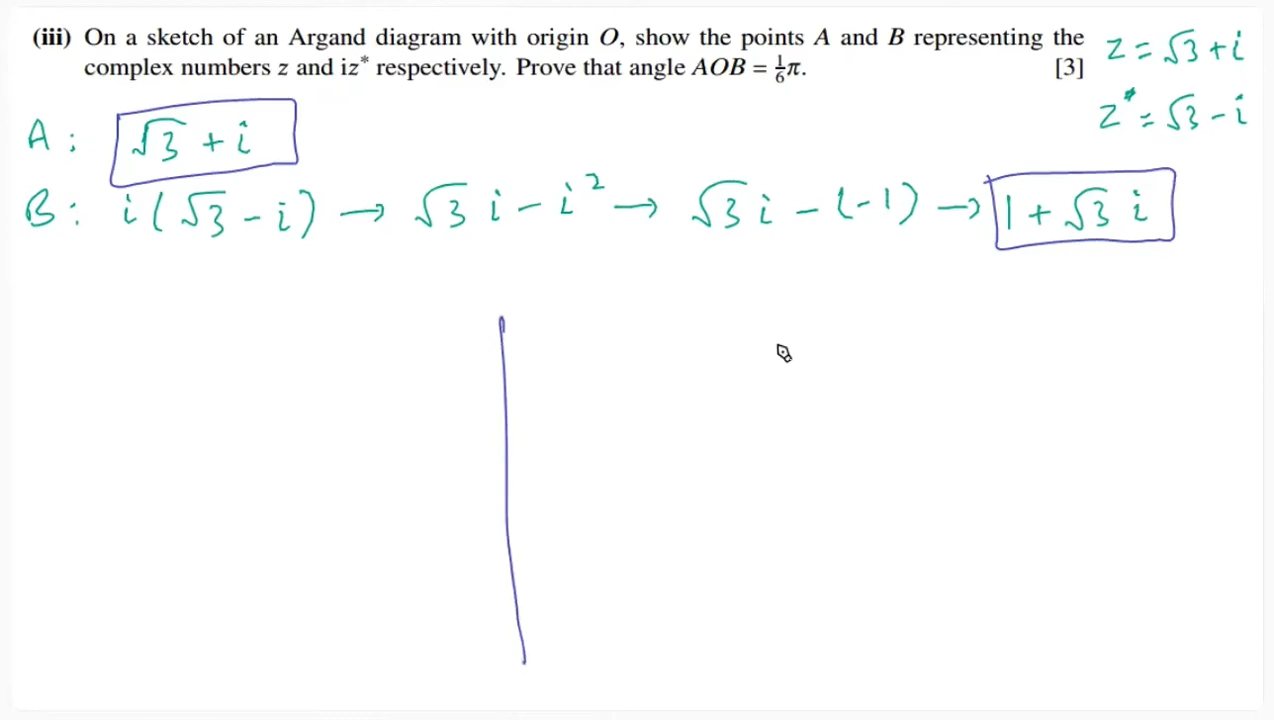 (iii) On a sketch of an Argand diagram with origin O, show the points A and B representing the
complex numbers z and iz* respectively. Prove that angle AOB = 1/6π. [3]
z = √3 + i
z* = √3 - i
A : √3 + i
B : i(√3 - i) → √3 i - i² → √3 i - (-1) → 1 + √3 i